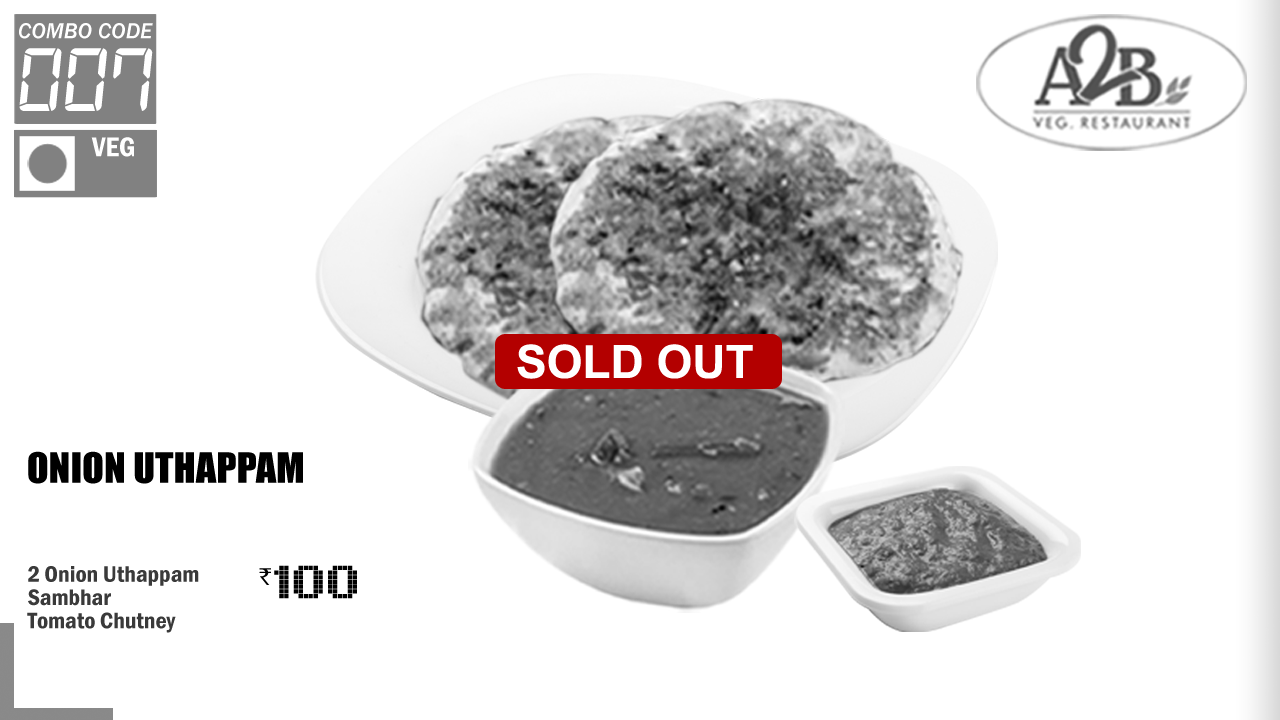 COMBO CODE
007
VEG
A2B
VEG. RESTAURANT
SOLD OUT
ONION UTHAPPAM
2 Onion Uthappam
Sambhar
Tomato Chutney
₹100